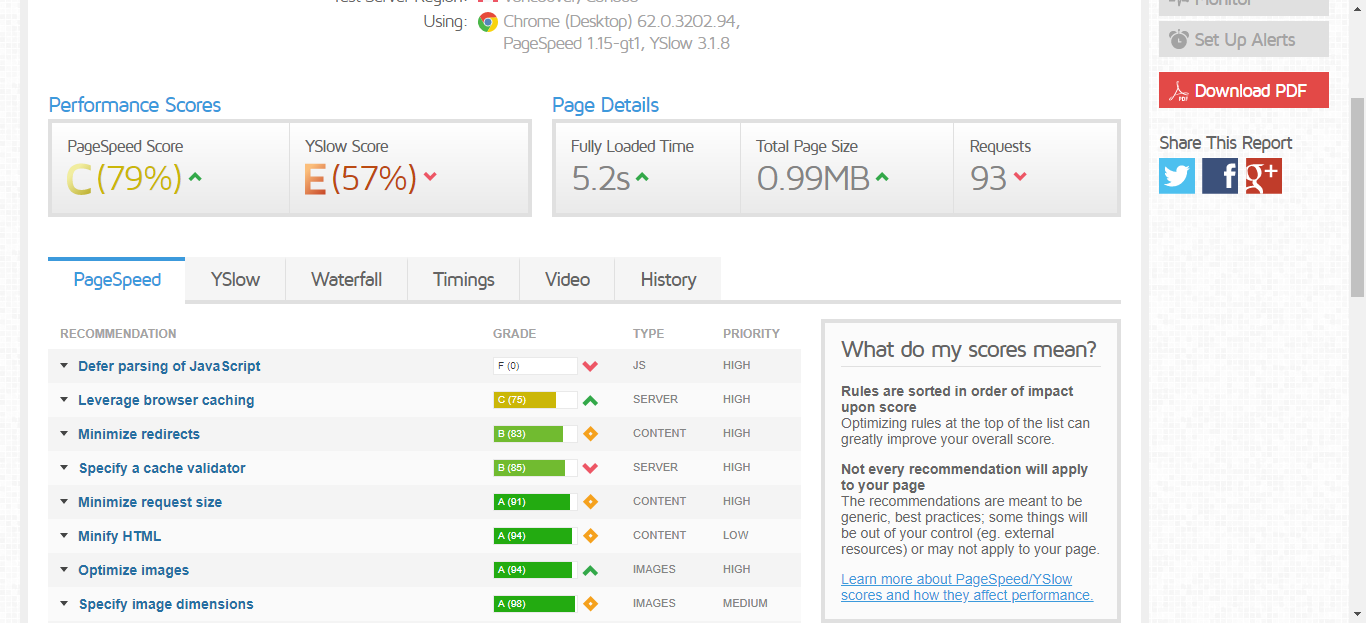 Test Server Region: Vancouver, Canada
Using: Chrome (Desktop) 62.0.3202.94,
PageSpeed 1.15-gt1, YSlow 3.1.8
Monitor
Set Up Alerts
Download PDF
Share This Report
Performance Scores
PageSpeed Score YSlow Score
C (79%) E (57%)
Page Details
Fully Loaded Time Total Page Size Requests
5.2s 0.99MB 93
PageSpeed YSlow Waterfall Timings Video History
RECOMMENDATION GRADE TYPE PRIORITY
Defer parsing of JavaScript F (0) JS HIGH
Leverage browser caching C (75) SERVER HIGH
Minimize redirects B (83) CONTENT HIGH
Specify a cache validator B (85) SERVER HIGH
Minimize request size A (91) CONTENT HIGH
Minify HTML A (94) CONTENT LOW
Optimize images A (94) IMAGES HIGH
Specify image dimensions A (98) IMAGES MEDIUM
What do my scores mean?
Rules are sorted in order of impact
upon score
Optimizing rules at the top of the list can
greatly improve your overall score.
Not every recommendation will apply
to your page
The recommendations are meant to be
generic, best practices; some things will
be out of your control (eg. external
resources) or may not apply to your page.
Learn more about PageSpeed/YSlow
scores and how they affect performance.